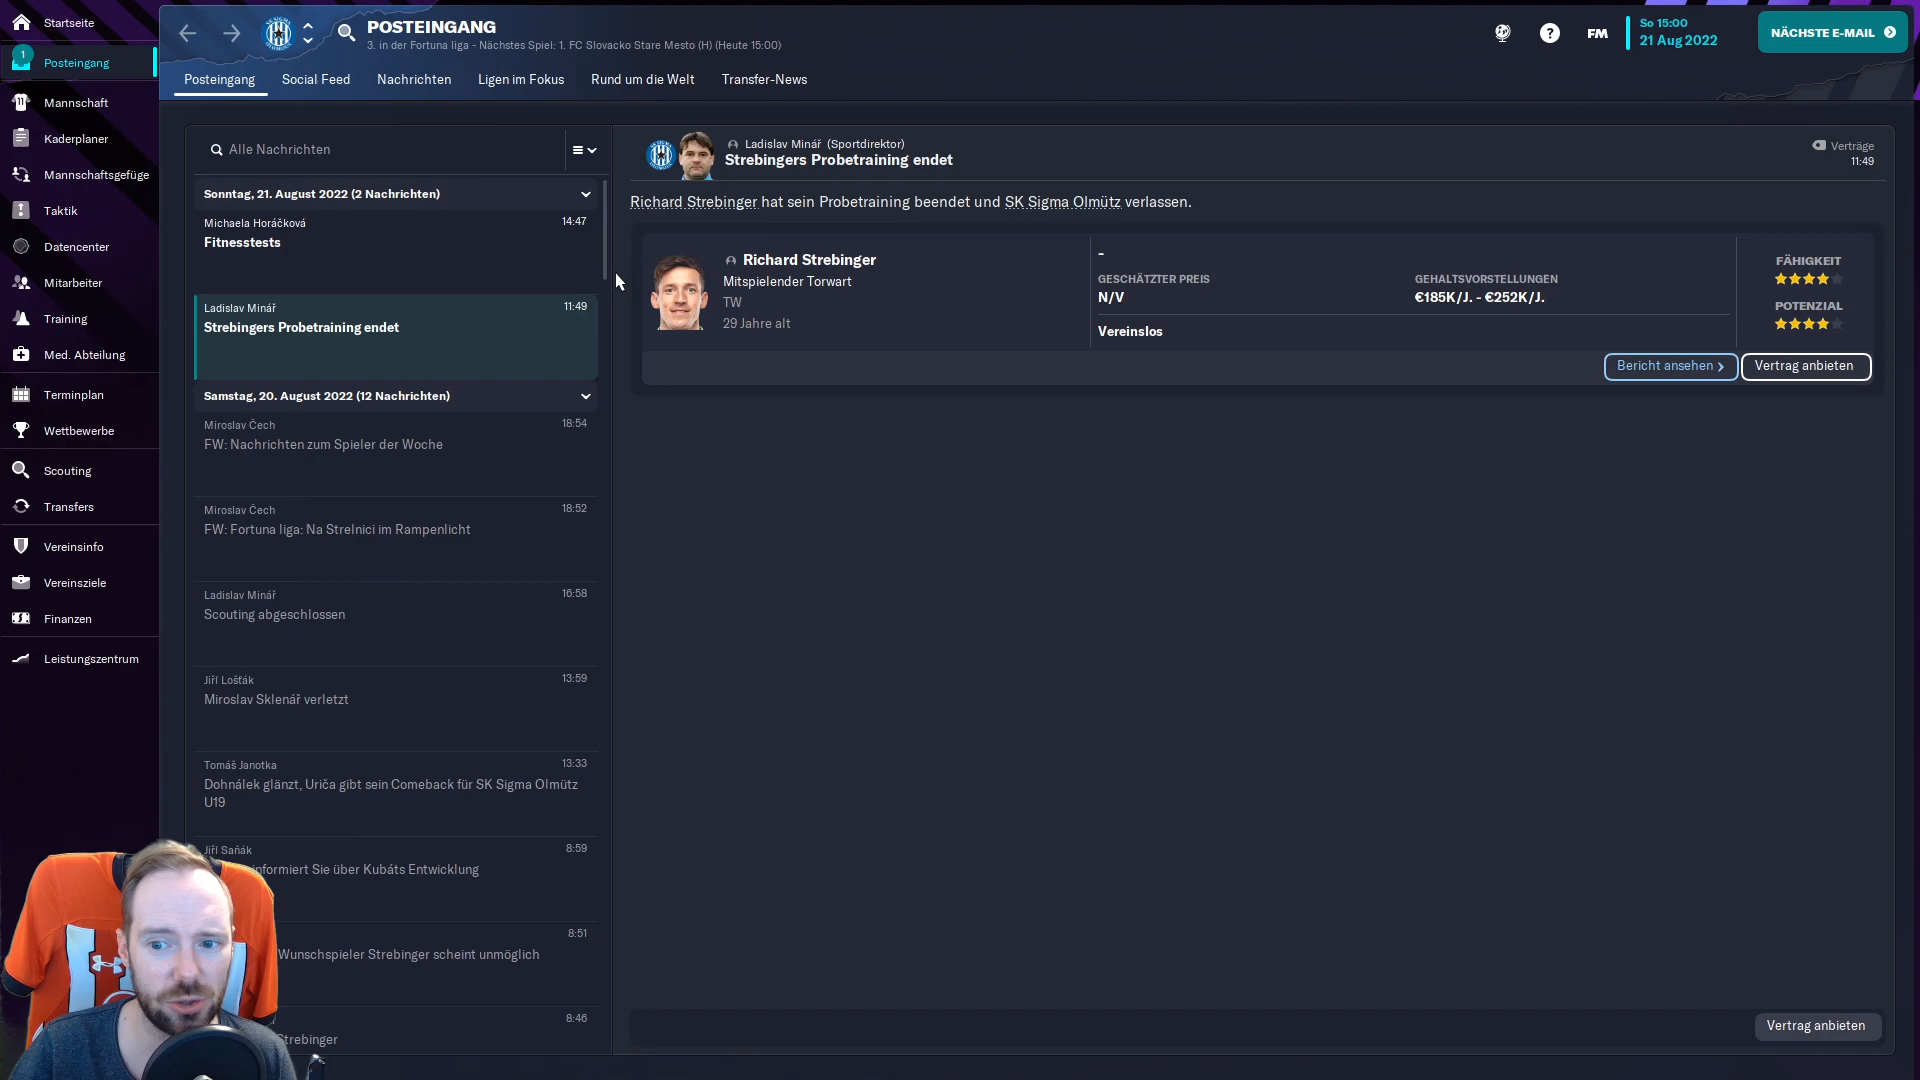 Startseite
1
Posteingang
Mannschaft
Kaderplaner
Mannschaftsgefüge
Taktik
Datencenter
Mitarbeiter
Training
Med. Abteilung
Terminplan
Wettbewerbe
Scouting
Transfers
Vereinsinfo
Vereinsziele
Finanzen
Leistungszentrum
POSTEINGANG
3. in der Fortuna liga - Nächstes Spiel: 1. FC Slovacko Stare Mesto (H) (Heute 15:00)
FM
So 15:00
21 Aug 2022
NÄCHSTE E-MAIL
Posteingang
Social Feed
Nachrichten
Ligen im Fokus
Rund um die Welt
Transfer-News
Alle Nachrichten
Sonntag, 21. August 2022 (2 Nachrichten)
Michaela Horáčková 14:47
Fitnesstests
Ladislav Minář 11:49
Strebingers Probetraining endet
Samstag, 20. August 2022 (12 Nachrichten)
Miroslav Čech 18:54
FW: Nachrichten zum Spieler der Woche
Miroslav Čech 18:52
FW: Fortuna liga: Na Strelnici im Rampenlicht
Ladislav Minář 16:58
Scouting abgeschlossen
Jiří Lošťák 13:59
Miroslav Sklenář verletzt
Tomáš Janotka 13:33
Dohnálek glänzt, Uriča gibt sein Comeback für SK Sigma Olmütz
U19
Jiří Saňák 8:59
informiert Sie über Kubáts Entwicklung
8:51
Wunschspieler Strebinger scheint unmöglich
8:46
Strebinger
Ladislav Minář (Sportdirektor)
Strebingers Probetraining endet
Verträge
11:49
Richard Strebinger hat sein Probetraining beendet und SK Sigma Olmütz verlassen.
Richard Strebinger
Mitspielender Torwart
TW
29 Jahre alt
-
GESCHÄTZTER PREIS
N/V
GEHALTSVORSTELLUNGEN
€185K/J. - €252K/J.
Vereinslos
FÄHIGKEIT
POTENZIAL
Bericht ansehen
Vertrag anbieten
Vertrag anbieten